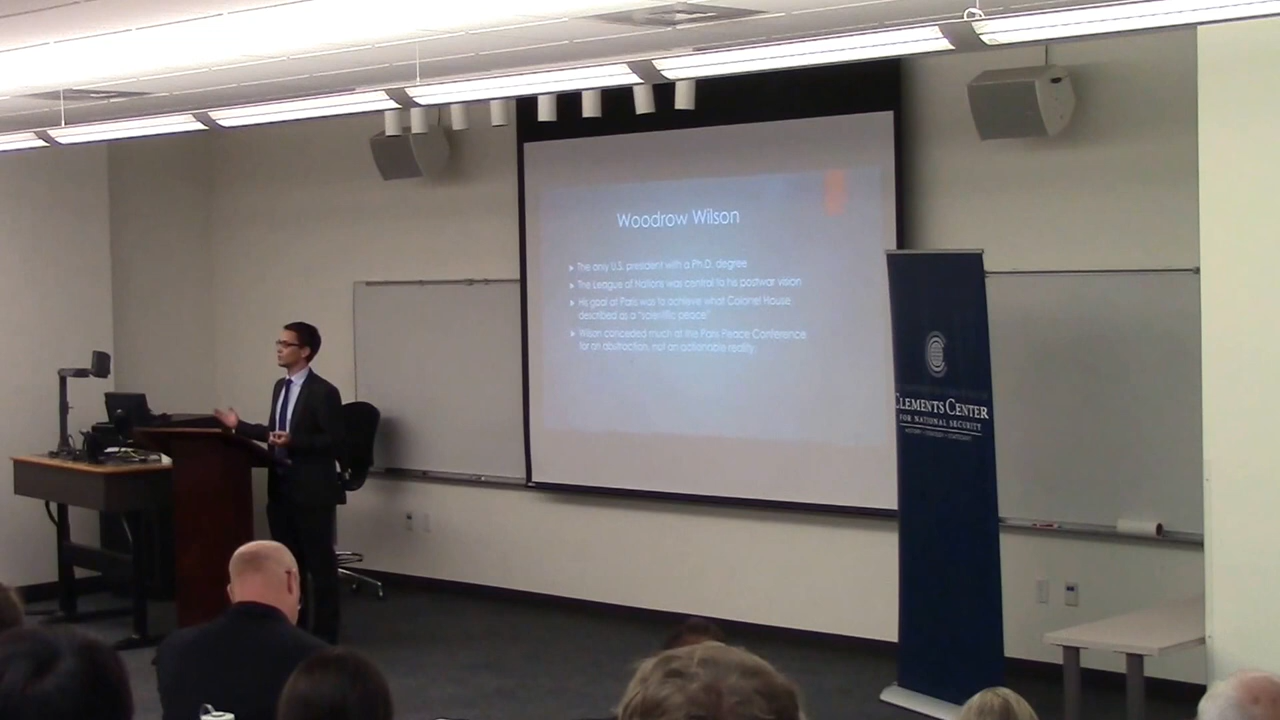 Woodrow Wilson
The only U.S. president with a Ph.D. degree
The League of Nations was central to his postwar vision
His goal at Paris was to achieve what Colonel House
described as a "scientific peace"
Wilson conceded much at the Paris Peace Conference
for an abstraction, not an actionable reality.
CLEMENTS CENTER
FOR NATIONAL SECURITY